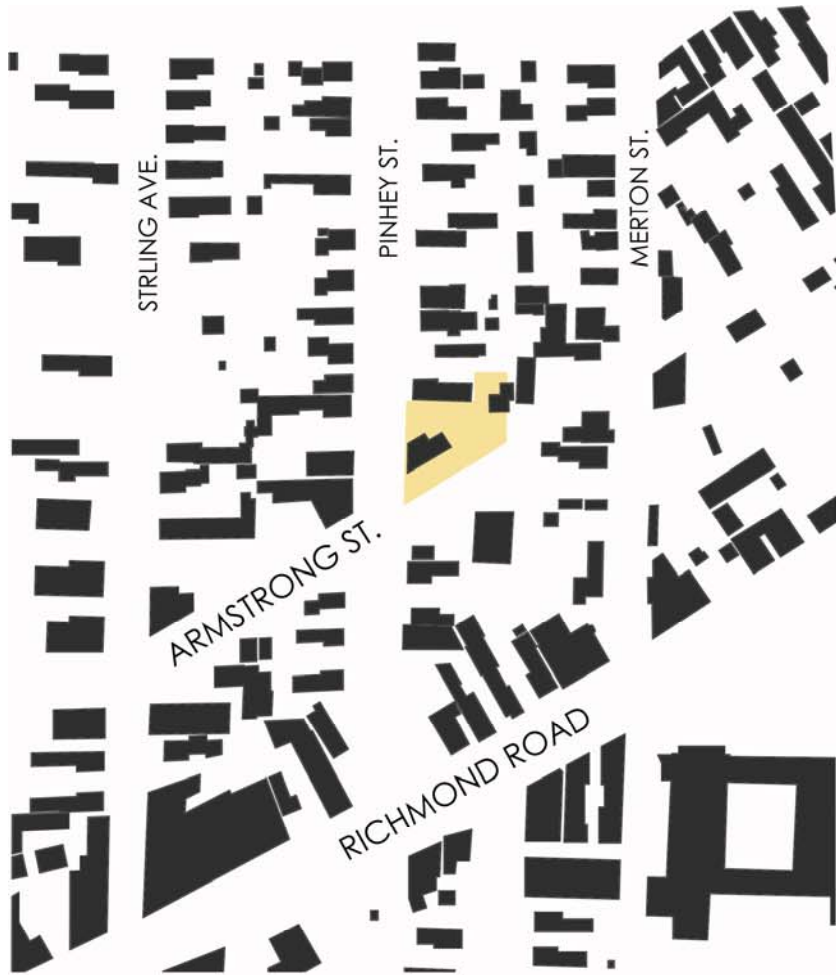 STRLING AVE.
PINHEY ST.
MERTON ST.
ARMSTRONG ST.
RICHMOND ROAD